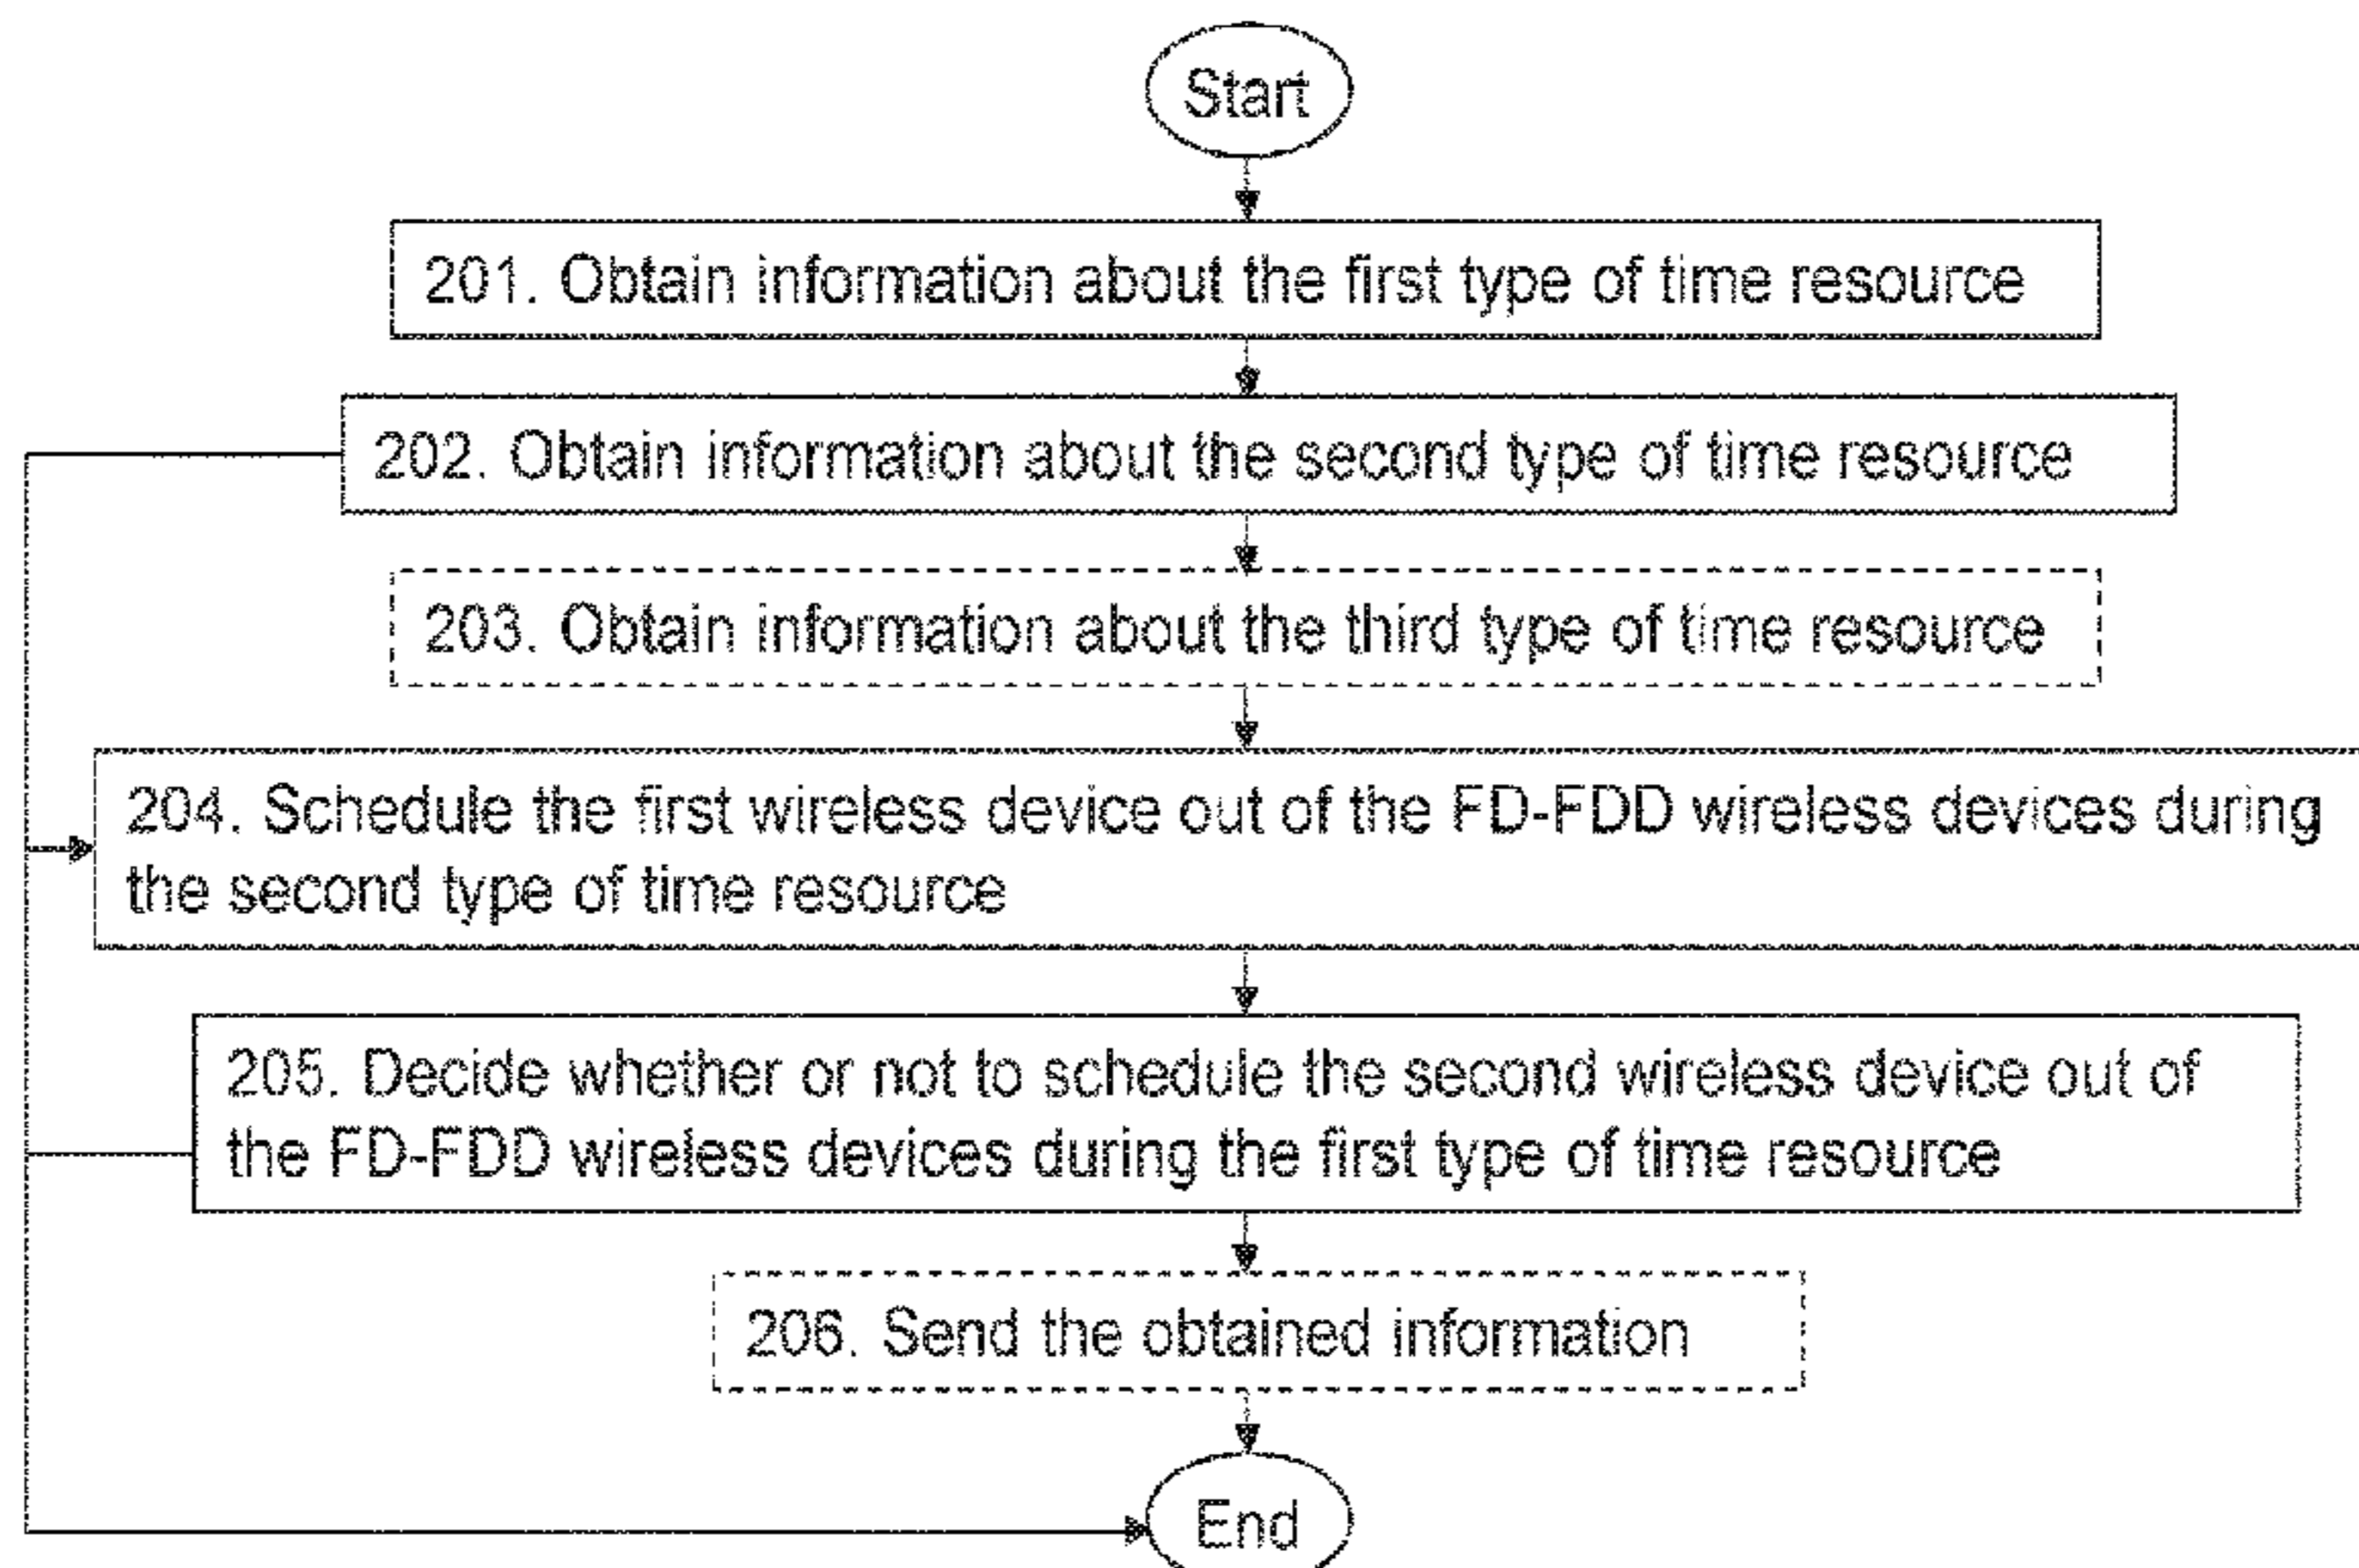 Start
201. Obtain information about the first type of time resource
202. Obtain information about the second type of time resource
203. Obtain information about the third type of time resource
204. Schedule the first wireless device out of the FD-FDD wireless devices during
the second type of time resource
205. Decide whether or not to schedule the second wireless device out of
the FD-FDD wireless devices during the first type of time resource
206. Send the obtained information
End